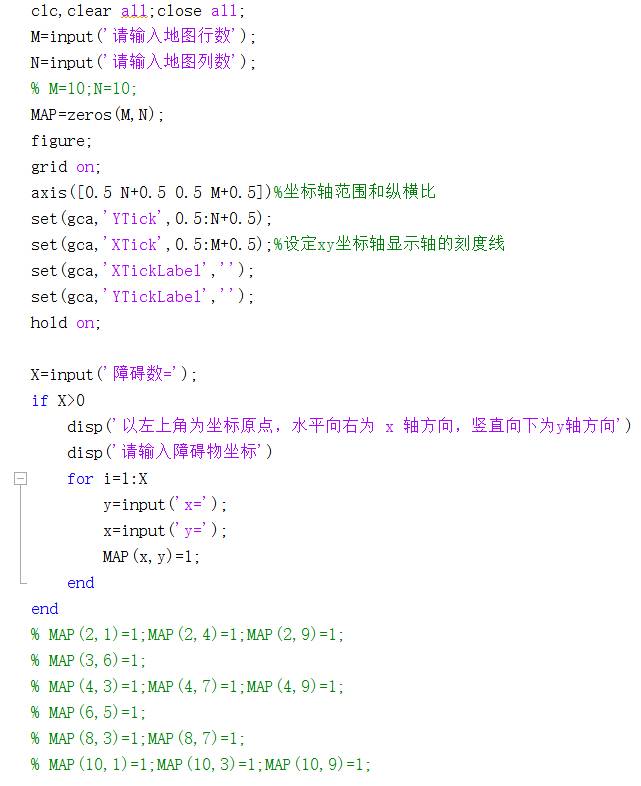 clc,clear all;close all;
M=input('请输入地图行数');
N=input('请输入地图列数');
% M=10;N=10;
MAP=zeros(M,N);
figure;
grid on;
axis([0.5 N+0.5 0.5 M+0.5])%坐标轴范围和纵横比
set(gca,'YTick',0.5:N+0.5);
set(gca,'XTick',0.5:M+0.5);%设定xy坐标轴显示轴的刻度线
set(gca,'XTickLabel','');
set(gca,'YTickLabel','');
hold on;
X=input('障碍数=');
if X>0
disp('以左上角为坐标原点，水平向右为 x 轴方向，竖直向下为y轴方向')
disp('请输入障碍物坐标')
for i=1:X
y=input('x=');
x=input('y=');
MAP(x,y)=1;
end
end
% MAP(2,1)=1;MAP(2,4)=1;MAP(2,9)=1;
% MAP(3,6)=1;
% MAP(4,3)=1;MAP(4,7)=1;MAP(4,9)=1;
% MAP(6,5)=1;
% MAP(8,3)=1;MAP(8,7)=1;
% MAP(10,1)=1;MAP(10,3)=1;MAP(10,9)=1;